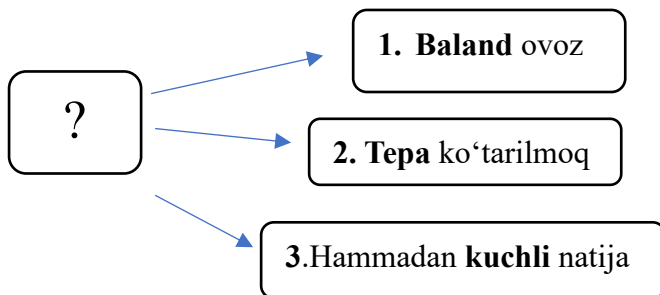 ?
1. Baland ovoz
2. Tepa ko‘tarilmoq
3.Hammadan kuchli natija